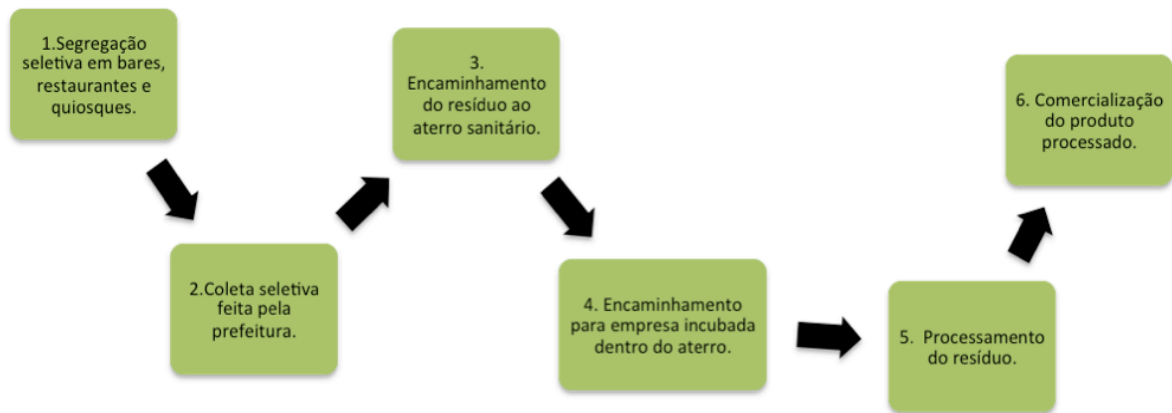 1.Segregação
seletiva em bares,
restaurantes e
quiosques.
2.Coleta seletiva
feita pela
prefeitura.
3.
Encaminhamento
do resíduo ao
aterro sanitário.
4. Encaminhamento
para empresa incubada
dentro do aterro.
5. Processamento
do resíduo.
6. Comercialização
do produto
processado.